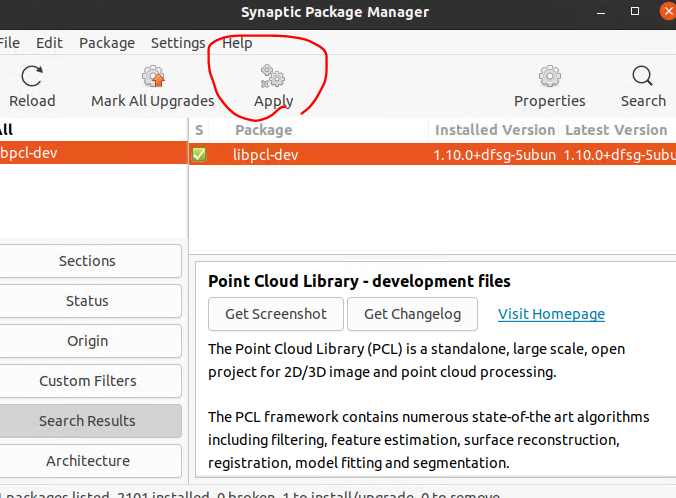 Synaptic Package Manager
File Edit Package Settings Help
Reload Mark All Upgrades Apply Properties Search
All
bpcl-dev
S Package Installed Version Latest Version
libpcl-dev 1.10.0+dfsg-5ubun 1.10.0+dfsg-5ubu
Sections
Status
Origin
Custom Filters
Search Results
Architecture
Point Cloud Library - development files
Get Screenshot Get Changelog Visit Homepage
The Point Cloud Library (PCL) is a standalone, large scale, open
project for 2D/3D image and point cloud processing.
The PCL framework contains numerous state-of-the art algorithms
including filtering, feature estimation, surface reconstruction,
registration, model fitting and segmentation.
packages listed, 2101 installed, 0 broken. 1 to install/upgrade, 0 to remove